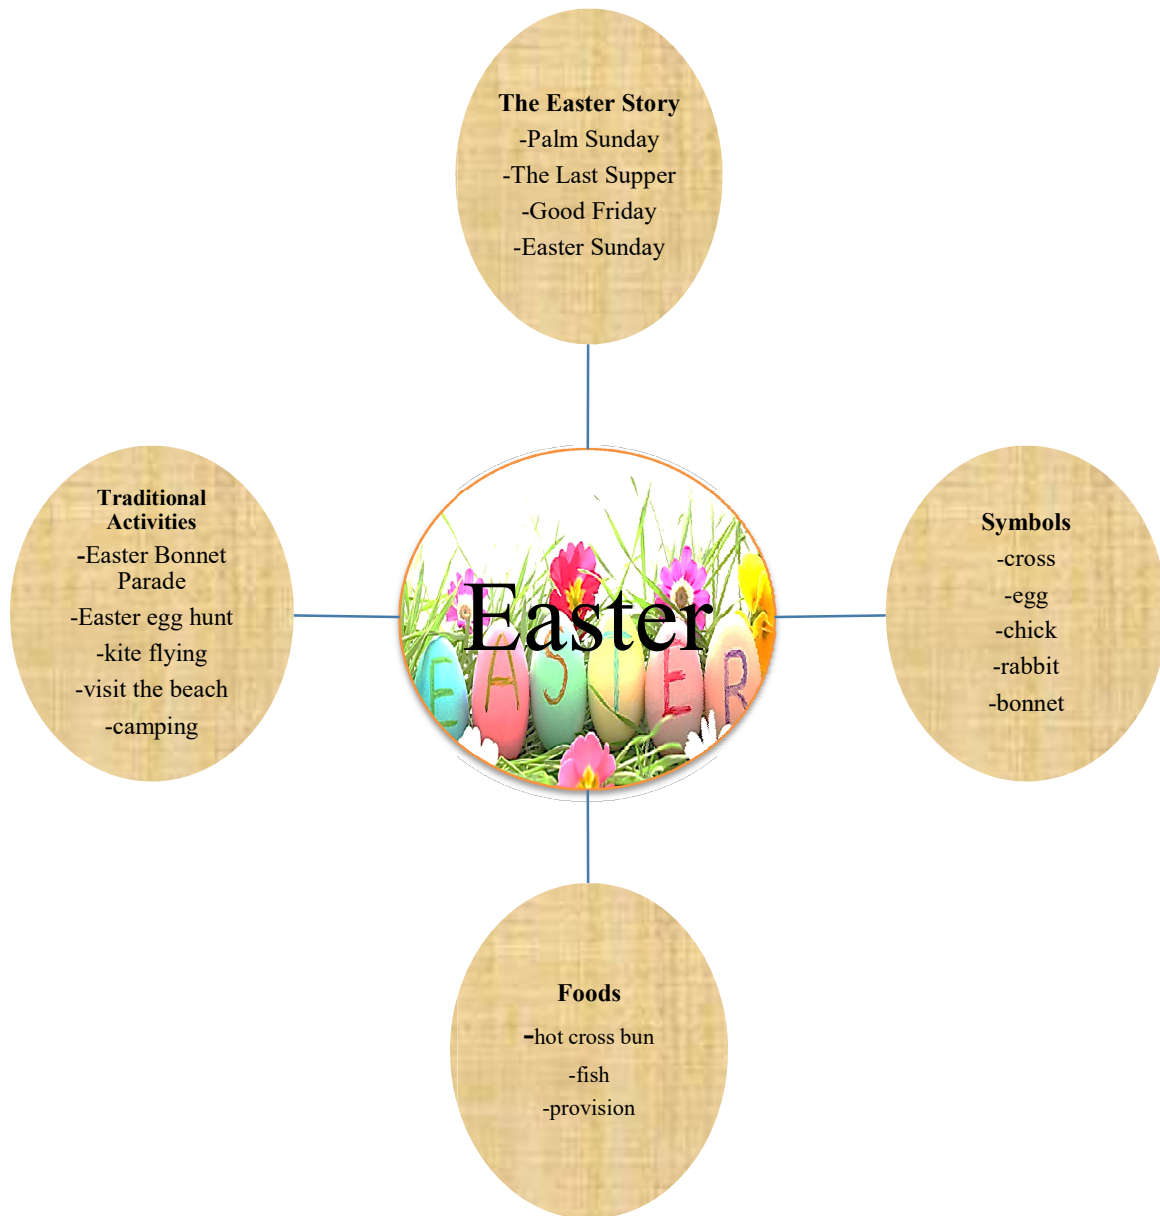 The Easter Story
-Palm Sunday
-The Last Supper
-Good Friday
-Easter Sunday
Traditional
Activities
-Easter Bonnet
Parade
-Easter egg hunt
-kite flying
-visit the beach
-camping
Easter
EASTER
Symbols
-cross
-egg
-chick
-rabbit
-bonnet
Foods
-hot cross bun
-fish
-provision